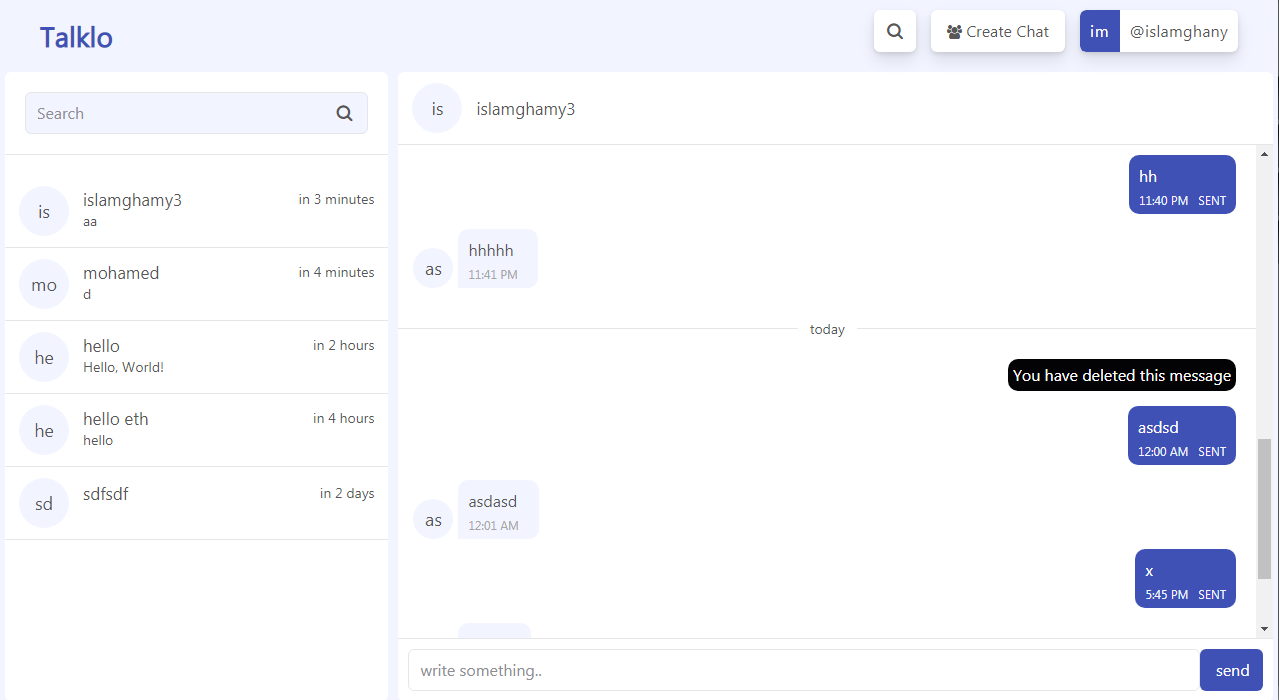 Talklo
Create Chat
im @islamghany
Search
is islamghamy3 in 3 minutes
aa
mo mohamed in 4 minutes
d
he hello in 2 hours
Hello, World!
he hello eth in 4 hours
hello
sd sdfsdf in 2 days
is islamghamy3
hh
11:40 PM SENT
as hhhhh
11:41 PM
today
You have deleted this message
asdsd
12:00 AM SENT
as asdasd
12:01 AM
x
5:45 PM SENT
write something..
send